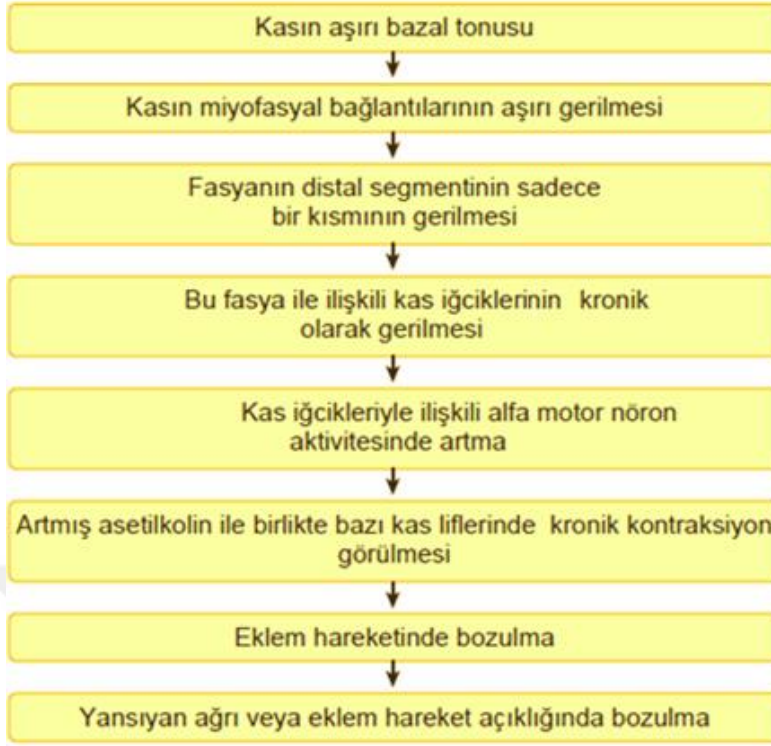 Kasın aşırı bazal tonusu
Kasın miyofasyal bağlantılarının aşırı gerilmesi
Fasyanın distal segmentinin sadece
bir kısmının gerilmesi
Bu fasya ile ilişkili kas iğciklerinin kronik
olarak gerilmesi
Kas iğcikleriyle ilişkili alfa motor nöron
aktivitesinde artma
Artmış asetilkolin ile birlikte bazı kas liflerinde kronik kontraksiyon
görülmesi
Eklem hareketinde bozulma
Yansıyan ağrı veya eklem hareket açıklığında bozulma